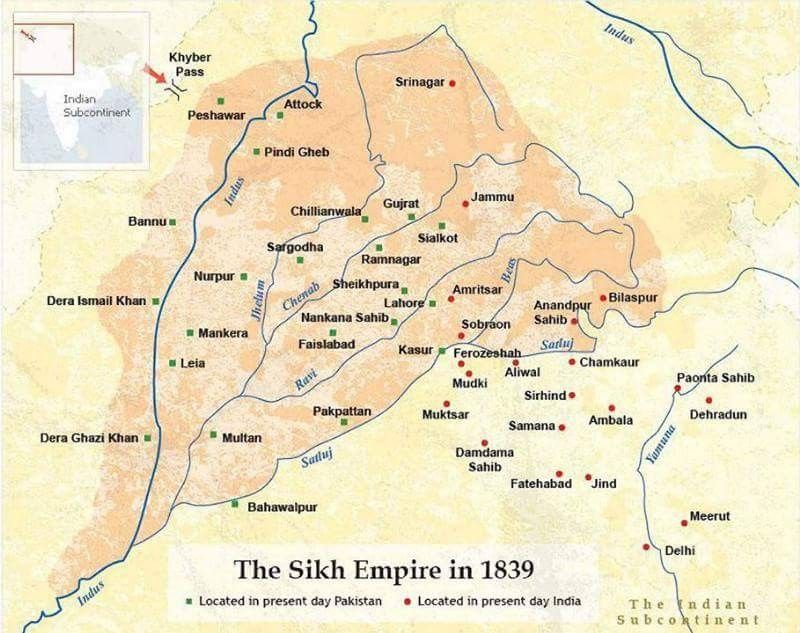 Indus
Khyber
Pass
Srinagar
Indian
Subcontinent
Attock
Peshawar
Pindi Gheb
Indus
Jammu
Gujrat
Chillianwala
Bannu
Sialkot
Sargodha
Ramnagar
Beas
Nurpur
Jhelum
Chenab
Sheikhpura
Amritsar
Dera Ismail Khan
Lahore
Bilaspur
Anandpur
Sahib
Nankana Sahib
Sobraon
Mankera
Faislabad
Satluj
Kasur
Ferozeshah
Leia
Aliwal
Chamkaur
Ravi
Mudki
Paonta Sahib
Sirhind
Pakpattan
Muktsar
Dehradun
Ambala
Samana
Dera Ghazi Khan
Multan
Yamuna
Satluj
Damdama
Sahib
Fatehabad
Jind
Bahawalpur
Meerut
Delhi
The Sikh Empire in 1839
Indus
Located in present day Pakistan
Located in present day India
The Indian
Subcontinent